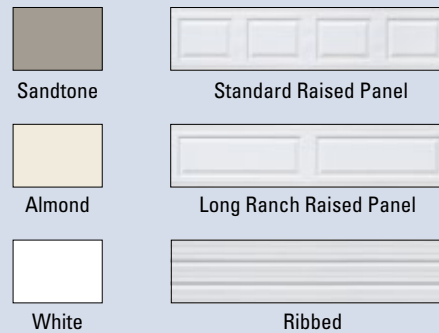 Sandtone
Standard Raised Panel
Almond
Long Ranch Raised Panel
White
Ribbed